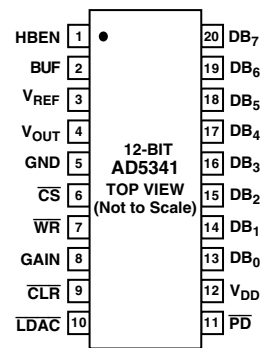 HBEN 1 20 DB7
BUF 2 19 DB6
VREF 3 18 DB5
VOUT 4 17 DB4
12-BIT
GND 5 16 DB3
AD5341
TOP VIEW
CS 6 15 DB2
(Not to Scale)
WR 7 14 DB1
GAIN 8 13 DB0
CLR 9 12 VDD
LDAC 10 11 PD